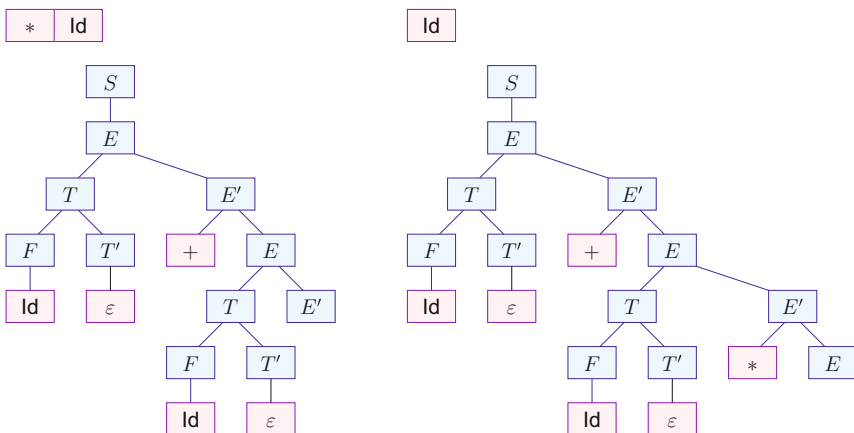 ∗ Id Id
S S
E E
T E′ T E′
F T′ + E F T′ + E
Id ε T E′ Id ε T E′
F T′ F T′ ∗ E
Id ε Id ε